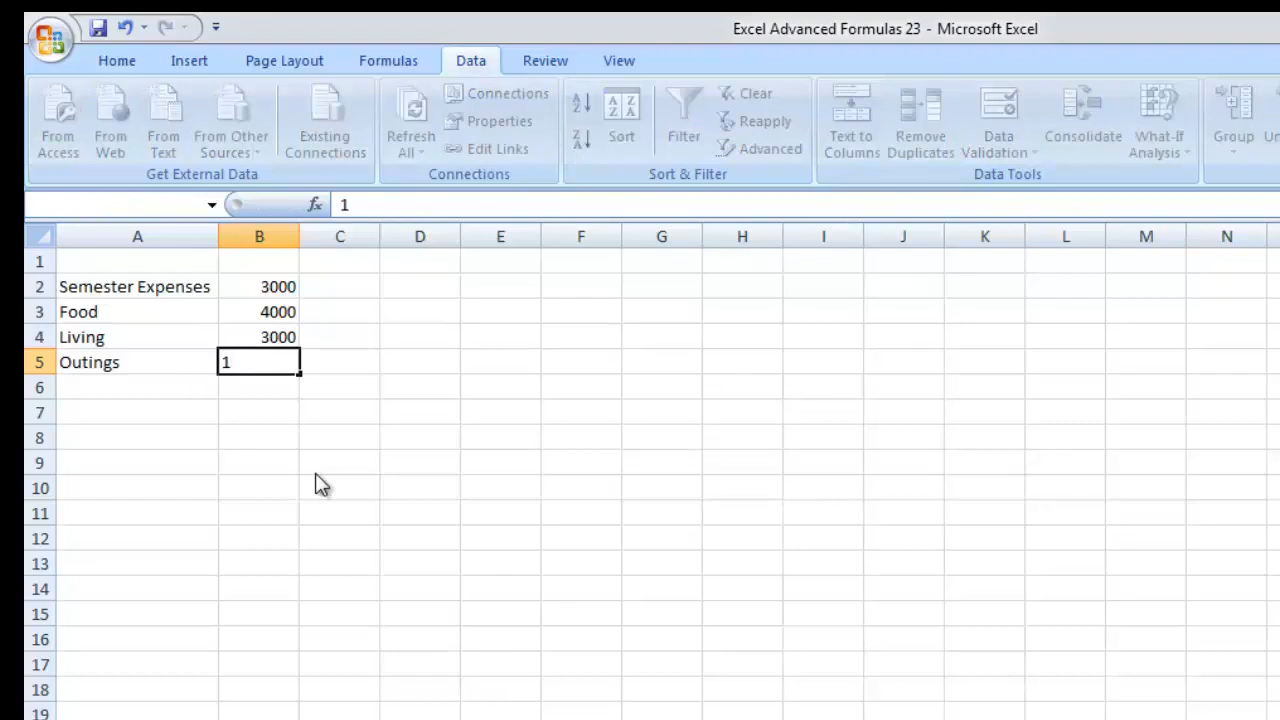 Excel Advanced Formulas 23 - Microsoft Excel
Home Insert Page Layout Formulas Data Review View
From Access
From Web
From Text
From Other Sources
Existing Connections
Get External Data
Refresh All
Connections
Properties
Edit Links
Connections
A Z
Z A
A Z Z A
Sort
Filter
Clear
Reapply
Advanced
Sort & Filter
Text to Columns
Remove Duplicates
Data Validation
Consolidate
What-If Analysis
Data Tools
Group
fx 1
A B C D E F G H I J K L M N
1
2 Semester Expenses 3000
3 Food 4000
4 Living 3000
5 Outings 1
6
7
8
9
10
11
12
13
14
15
16
17
18
19